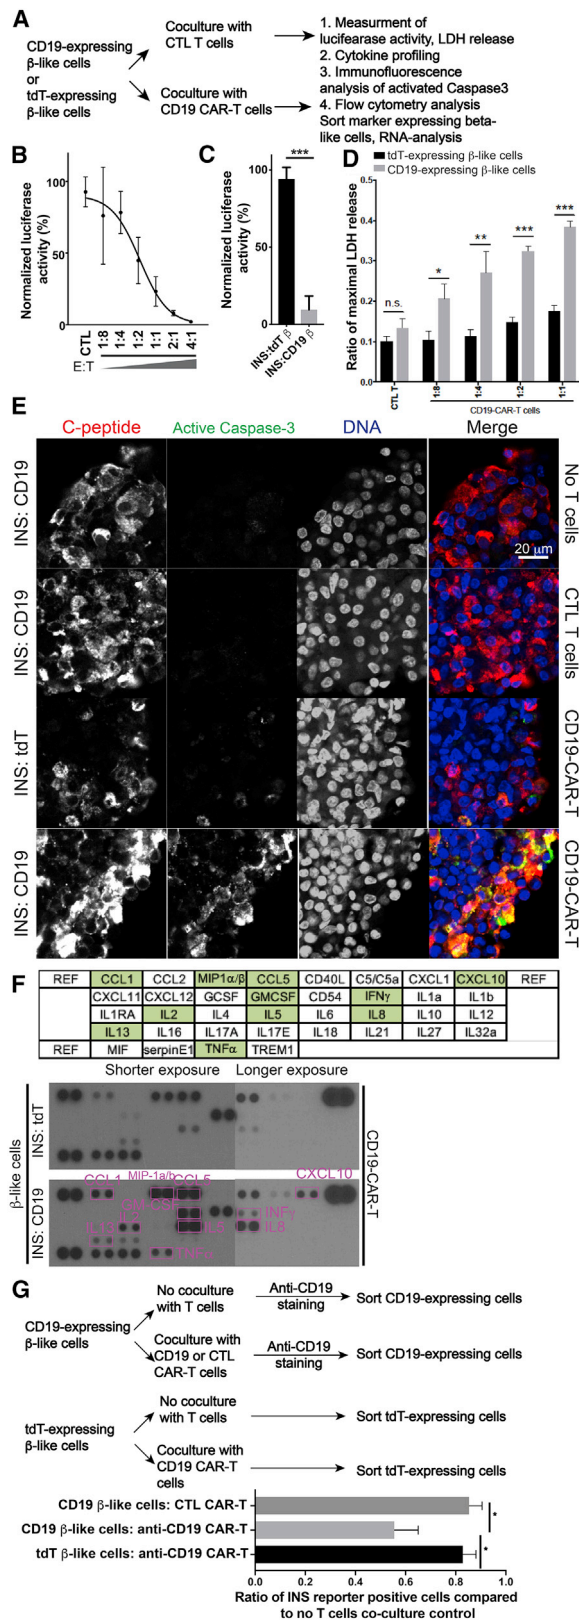 A
CD19-expressing
β-like cells
or
tdT-expressing
β-like cells
Coculture with
CTL T cells
Coculture with
CD19 CAR-T cells
1. Measurment of
lucifearase activity, LDH release
2. Cytokine profiling
3. Immunofluorescence
analysis of activated Caspase3
4. Flow cytometry analysis
Sort marker expressing beta-
like cells, RNA-analysis
B
Normalized luciferase
activity (%)
100
50
0
CTL
1:8
1:4
1:2
1:1
2:1
4:1
E:T
C
Normalized luciferase
activity (%)
100
50
0
***
INS:tdT β
INS:CD19 β
D
tdT-expressing β-like cells
CD19-expressing β-like cells
Ratio of maximal LDH release
0.5
0.4
0.3
0.2
0.1
0.0
n.s.
*
**
***
***
CTL T
1:8
1:4
1:2
1:1
CD19-CAR-T cells
E
C-peptide
Active Caspase-3
DNA
Merge
INS: CD19
No T cells
20 µm
INS: CD19
CTL T cells
INS: tdT
CD19-CAR-T
INS: CD19
CD19-CAR-T
F
REF CCL1 CCL2 MIP1α/β CCL5 CD40L C5/C5a CXCL1 CXCL10 REF
CXCL11 CXCL12 GCSF GMCSF CD54 IFNγ IL1a IL1b
IL1RA IL2 IL4 IL5 IL6 IL8 IL10 IL12
IL13 IL16 IL17A IL17E IL18 IL21 IL27 IL32a
REF MIF serpinE1 TNFα TREM1
Shorter exposure
Longer exposure
β-like cells
INS: tdT
INS: CD19
CD19-CAR-T
CCL1
MIP-1a/b
CCL5
CXCL10
GM-CSF
INFγ
IL2
IL5
IL8
IL13
TNFα
G
CD19-expressing
β-like cells
No coculture
with T cells
Anti-CD19
staining
Sort CD19-expressing cells
Coculture with
CD19 or CTL
CAR-T cells
Anti-CD19
staining
Sort CD19-expressing cells
tdT-expressing
β-like cells
No coculture
with T cells
Sort tdT-expressing cells
Coculture with
CD19 CAR-T
cells
Sort tdT-expressing cells
CD19 β-like cells: CTL CAR-T
CD19 β-like cells: anti-CD19 CAR-T
tdT β-like cells: anti-CD19 CAR-T
*
*
0.0 0.2 0.4 0.6 0.8 1.0
Ratio of INS reporter positive cells compared
to no T cells co-culture control